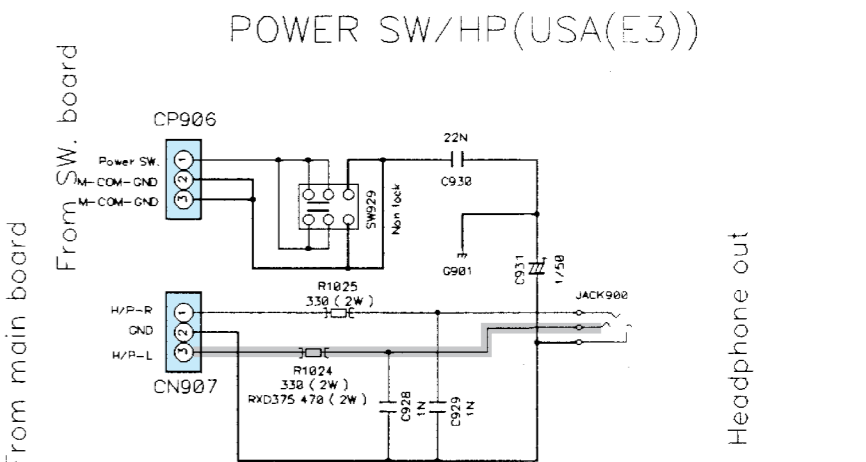 POWER SW/HP(USA(E3))
From SW. board
CP906
Power SW. 1
M-COM-GND 2
M-COM-GND 3
SW929
Non lock
22N
C930
G901
C931
1/50
From main board
R1025
330 (2W)
H/P-R 1
GND 2
H/P-L 3
CN907
R1024
330 (2W)
RXD375 470 (2W)
C928
1N
C929
1N
JACK900
Headphone out